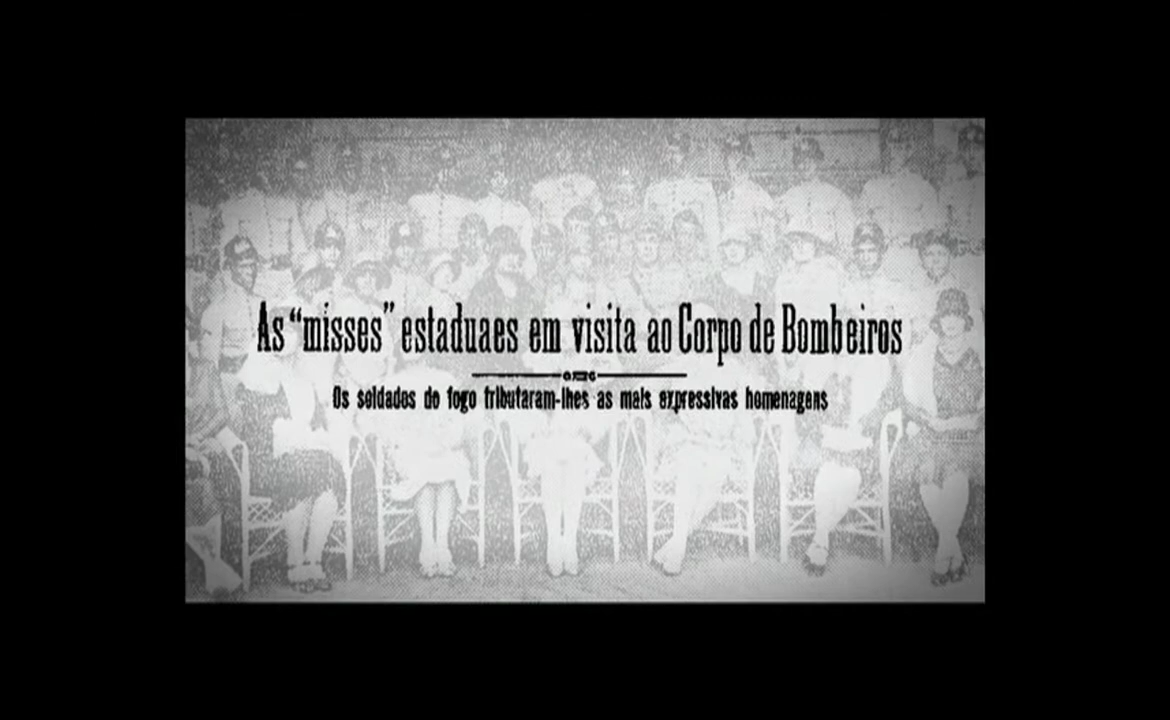 As “misses” estaduaes em visita ao Corpo de Bombeiros
Os soldados do fogo tributaram-lhes as mais expressivas homenagens